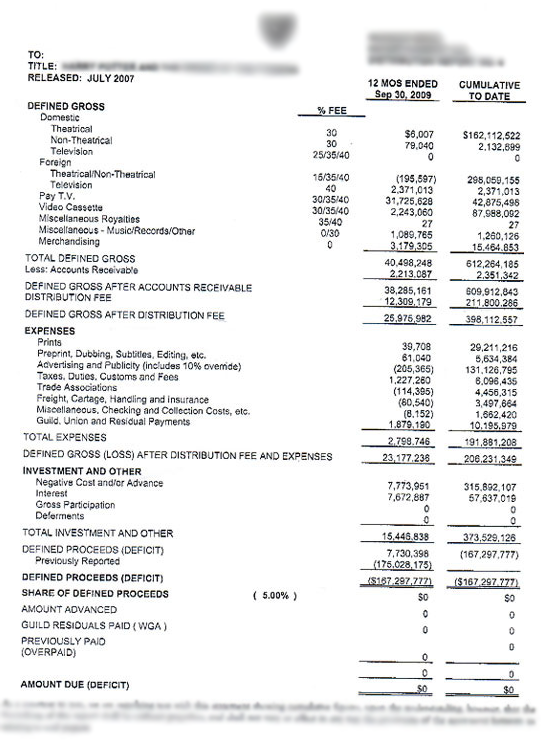 TO:
TITLE:
RELEASED: JULY 2007
12 MOS ENDED CUMULATIVE
Sep 30, 2009 TO DATE
DEFINED GROSS % FEE
Domestic
Theatrical 30 $6,007 $162,112,522
Non-Theatrical 30 79,040 2,132,699
Television 25/35/40 0 0
Foreign
Theatrical/Non-Theatrical 15/35/40 (195,597) 298,059,155
Television 40 2,371,013 2,371,013
Pay T.V. 30/35/40 31,725,628 42,875,498
Video Cassette 30/35/40 2,243,060 87,988,092
Miscellaneous Royalties 35/40 27 27
Miscellaneous - Music/Records/Other 0/30 1,089,765 1,260,126
Merchandising 0 3,179,305 15,464,853
TOTAL DEFINED GROSS 40,498,248 612,264,185
Less: Accounts Receivable 2,213,087 2,351,342
DEFINED GROSS AFTER ACCOUNTS RECEIVABLE 38,285,161 609,912,843
DISTRIBUTION FEE 12,309,179 211,800,286
DEFINED GROSS AFTER DISTRIBUTION FEE 25,975,982 398,112,557
EXPENSES
Prints 39,708 29,211,216
Preprint, Dubbing, Subtitles, Editing, etc. 61,040 5,634,384
Advertising and Publicity (includes 10% override) (205,365) 131,126,795
Taxes, Duties, Customs and Fees 1,227,260 6,096,435
Trade Associations (114,395) 4,456,315
Freight, Cartage, Handling and Insurance (80,540) 3,497,664
Miscellaneous, Checking and Collection Costs, etc. (8,152) 1,662,420
Guild, Union and Residual Payments 1,879,190 10,195,979
TOTAL EXPENSES 2,798,746 191,881,208
DEFINED GROSS (LOSS) AFTER DISTRIBUTION FEE AND EXPENSES 23,177,236 206,231,349
INVESTMENT AND OTHER
Negative Cost and/or Advance 7,773,951 315,892,107
Interest 7,672,887 57,637,019
Gross Participation 0 0
Deferments 0 0
TOTAL INVESTMENT AND OTHER 15,446,838 373,529,126
DEFINED PROCEEDS (DEFICIT) 7,730,398 (167,297,777)
Previously Reported (175,028,175)
DEFINED PROCEEDS (DEFICIT) ($167,297,777) ($167,297,777)
SHARE OF DEFINED PROCEEDS ( 5.00% ) $0 $0
AMOUNT ADVANCED 0 0
GUILD RESIDUALS PAID ( WGA ) 0 0
PREVIOUSLY PAID 0
(OVERPAID) 0
0 0
AMOUNT DUE (DEFICIT) $0 $0